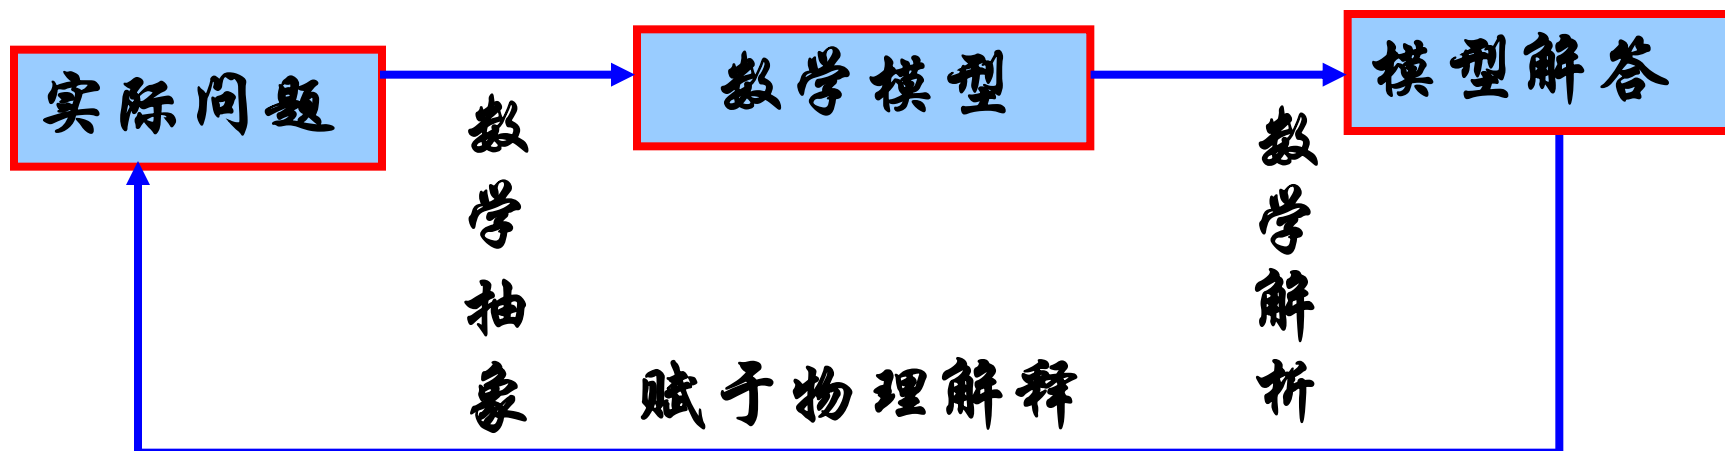 实际问题
数学模型
模型解答
数学抽象
数学解析
赋于物理解释